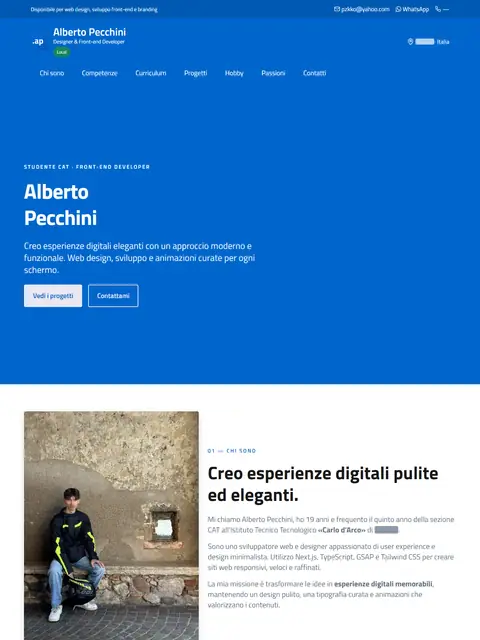 Disponibile per web design, sviluppo front-end e branding
pzkko@yahoo.com WhatsApp —
.ap
Alberto Pecchini
Designer & Front-end Developer
Local
Italia
Chi sono Competenze Curriculum Progetti Hobby Passioni Contatti
STUDENTE CAT · FRONT-END DEVELOPER
Alberto
Pecchini
Creo esperienze digitali eleganti con un approccio moderno e
funzionale. Web design, sviluppo e animazioni curate per ogni
schermo.
Vedi i progetti Contattami
01 — CHI SONO
Creo esperienze digitali pulite
ed eleganti.
Mi chiamo Alberto Pecchini, ho 19 anni e frequento il quinto anno della sezione
CAT all'Istituto Tecnico Tecnologico «Carlo d'Arco» di
Sono uno sviluppatore web e designer appassionato di user experience e
design minimalista. Utilizzo Next.js, TypeScript, GSAP e Tailwind CSS per creare
siti web responsivi, veloci e raffinati.
La mia missione è trasformare le idee in esperienze digitali memorabili,
mantenendo un design pulito, una tipografia curata e animazioni che
valorizzano i contenuti.